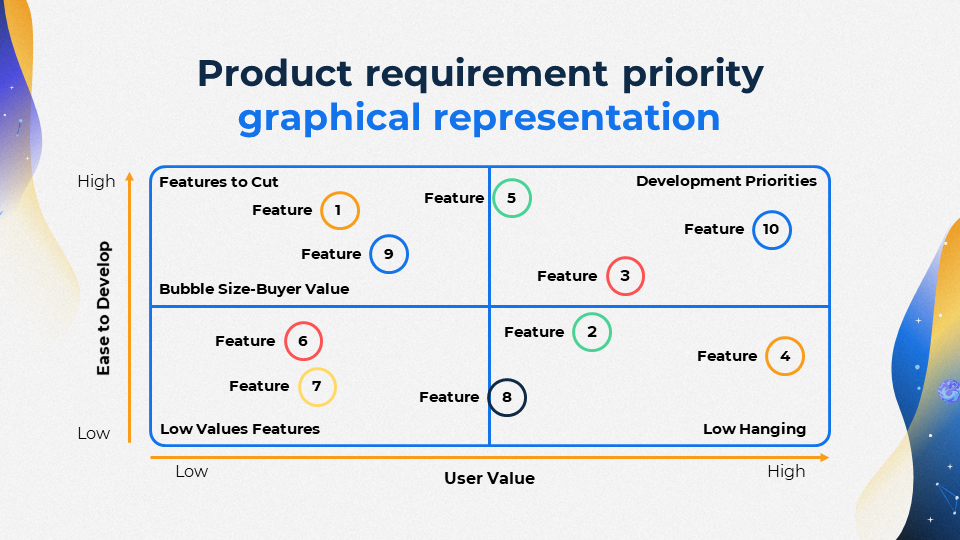 Product requirement priority
graphical representation
High
Ease to Develop
Low
Features to Cut
Feature 1
Feature 9
Bubble Size-Buyer Value
Feature 5
Development Priorities
Feature 10
Feature 3
Feature 6
Feature 7
Feature 8
Low Values Features
Feature 2
Feature 4
Low Hanging
Low
User Value
High